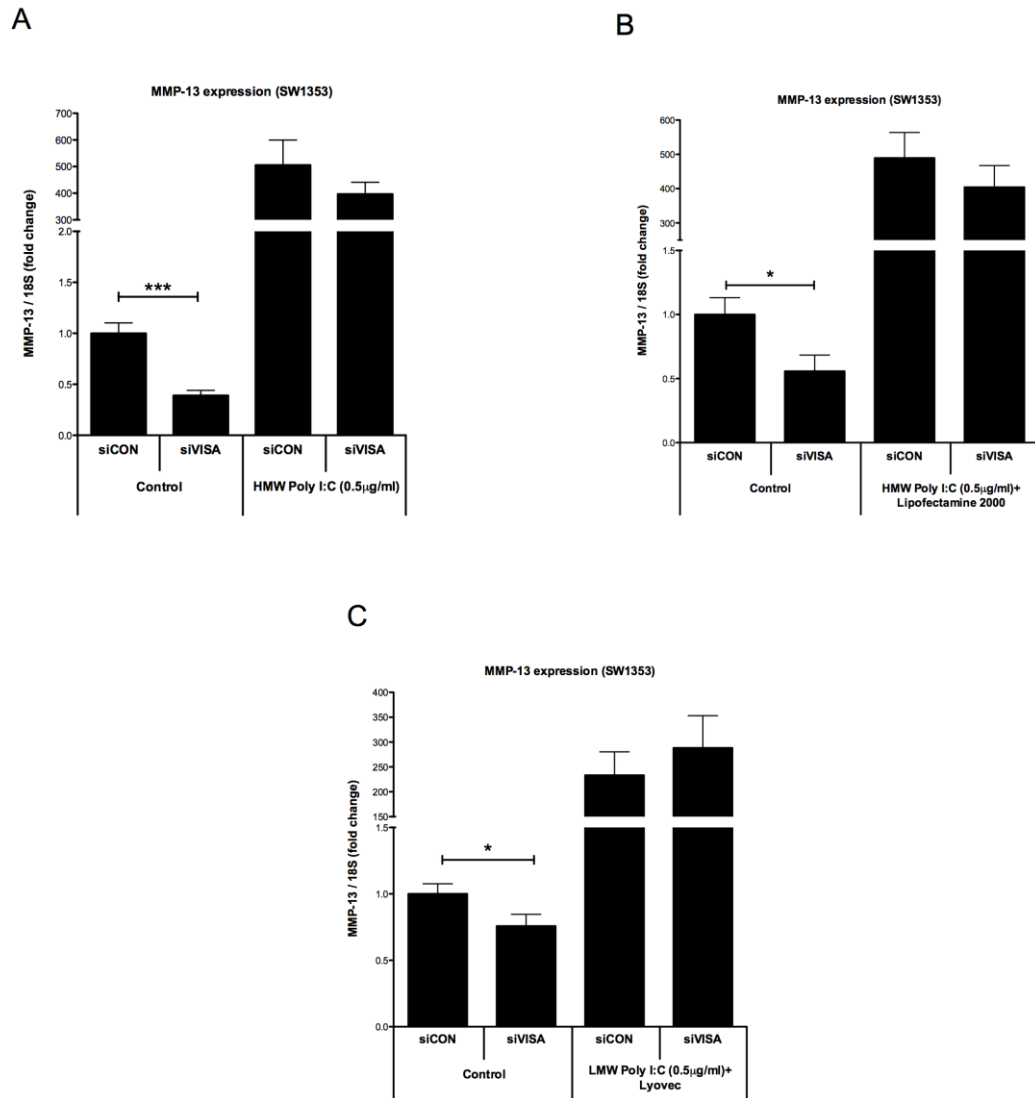 A
MMP-13 expression (SW1353)
MMP-13 / 18S (fold change)
700
600
500
400
300
2.0
1.5
1.0
0.5
0.0
***
siCON
siVISA
siCON
siVISA
Control
HMW Poly I:C (0.5µg/ml)
B
MMP-13 expression (SW1353)
MMP-13 / 18S (fold change)
600
500
400
300
1.5
1.0
0.5
0.0
*
siCON
siVISA
siCON
siVISA
Control
HMW Poly I:C (0.5µg/ml)+
Lipofectamine 2000
C
MMP-13 expression (SW1353)
MMP-13 / 18S (fold change)
400
350
300
250
200
150
1.5
1.0
0.5
0.0
*
siCON
siVISA
siCON
siVISA
Control
LMW Poly I:C (0.5µg/ml)+
Lyovec